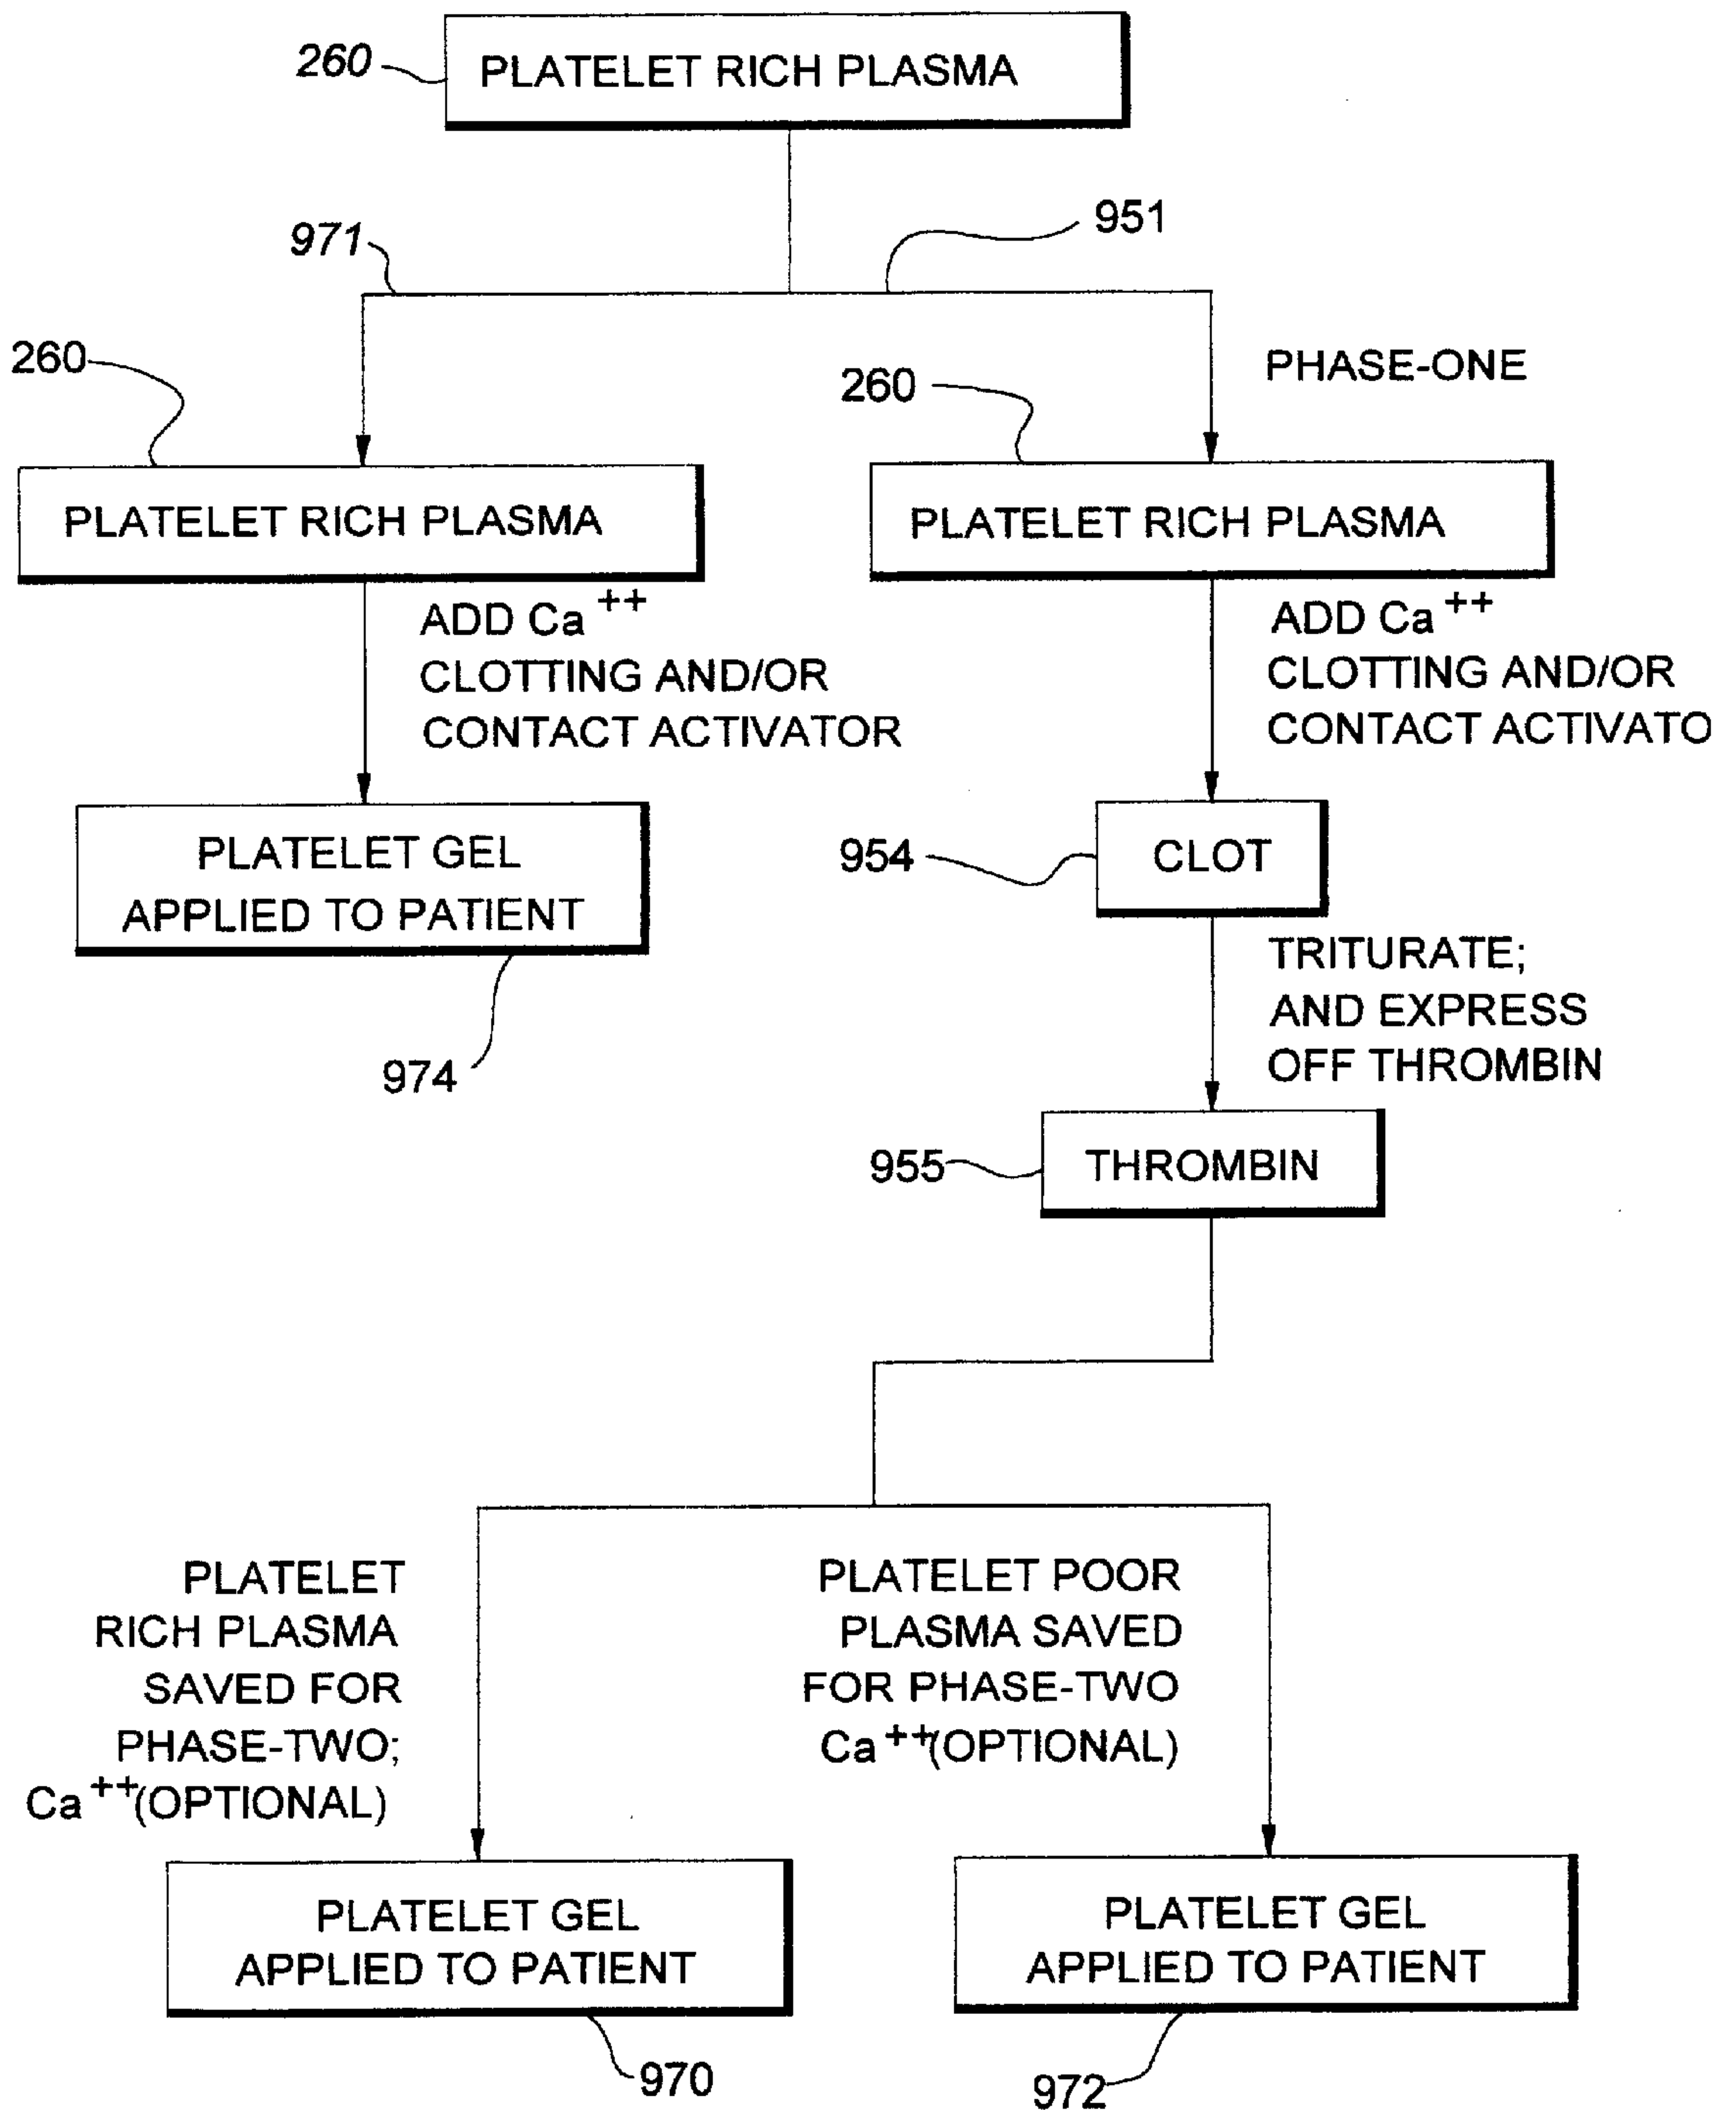 260
PLATELET RICH PLASMA
951
971
260
PHASE-ONE
260
PLATELET RICH PLASMA
PLATELET RICH PLASMA
ADD Ca++
CLOTTING AND/OR
CONTACT ACTIVATOR
ADD Ca++
CLOTTING AND/OR
CONTACT ACTIVATO
PLATELET GEL
APPLIED TO PATIENT
974
954
CLOT
TRITURATE;
AND EXPRESS
OFF THROMBIN
955
THROMBIN
PLATELET
RICH PLASMA
SAVED FOR
PHASE-TWO;
Ca++(OPTIONAL)
PLATELET POOR
PLASMA SAVED
FOR PHASE-TWO
Ca++(OPTIONAL)
PLATELET GEL
APPLIED TO PATIENT
970
PLATELET GEL
APPLIED TO PATIENT
972